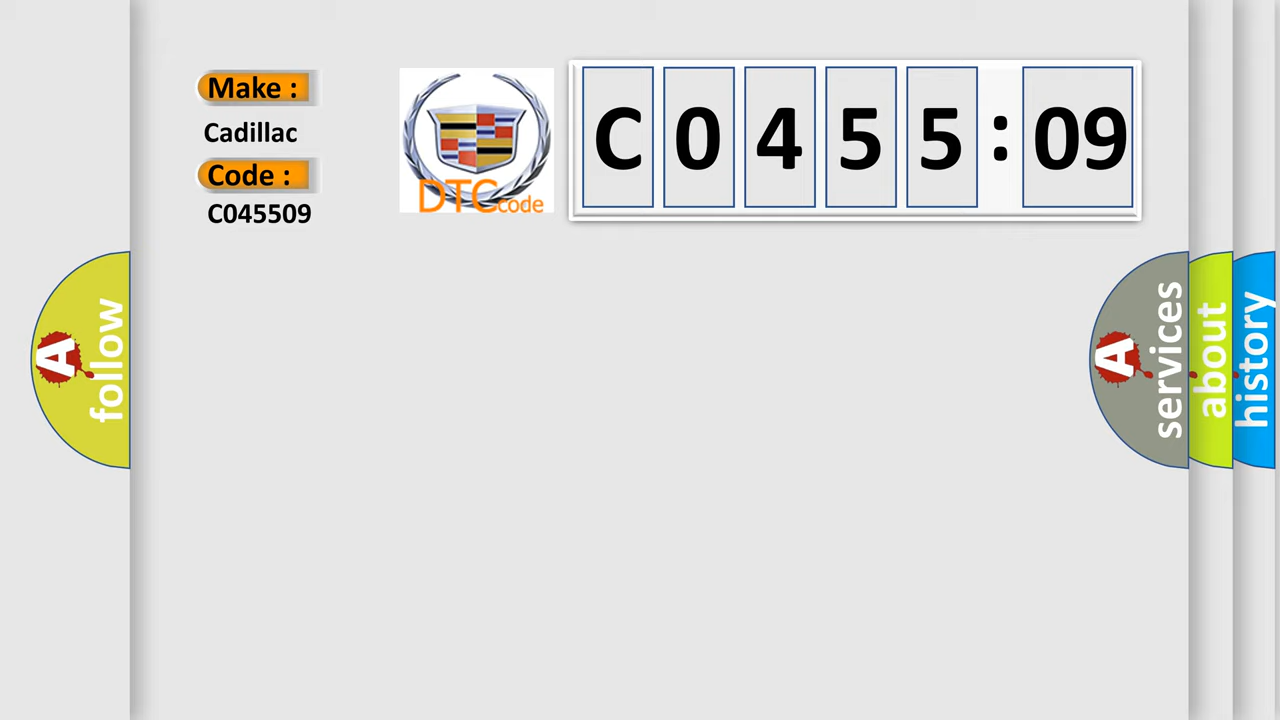 Make :
Cadillac
Code :
C045509
DTCcode
C 0 4 5 5 : 09
A follow
A services
about
history